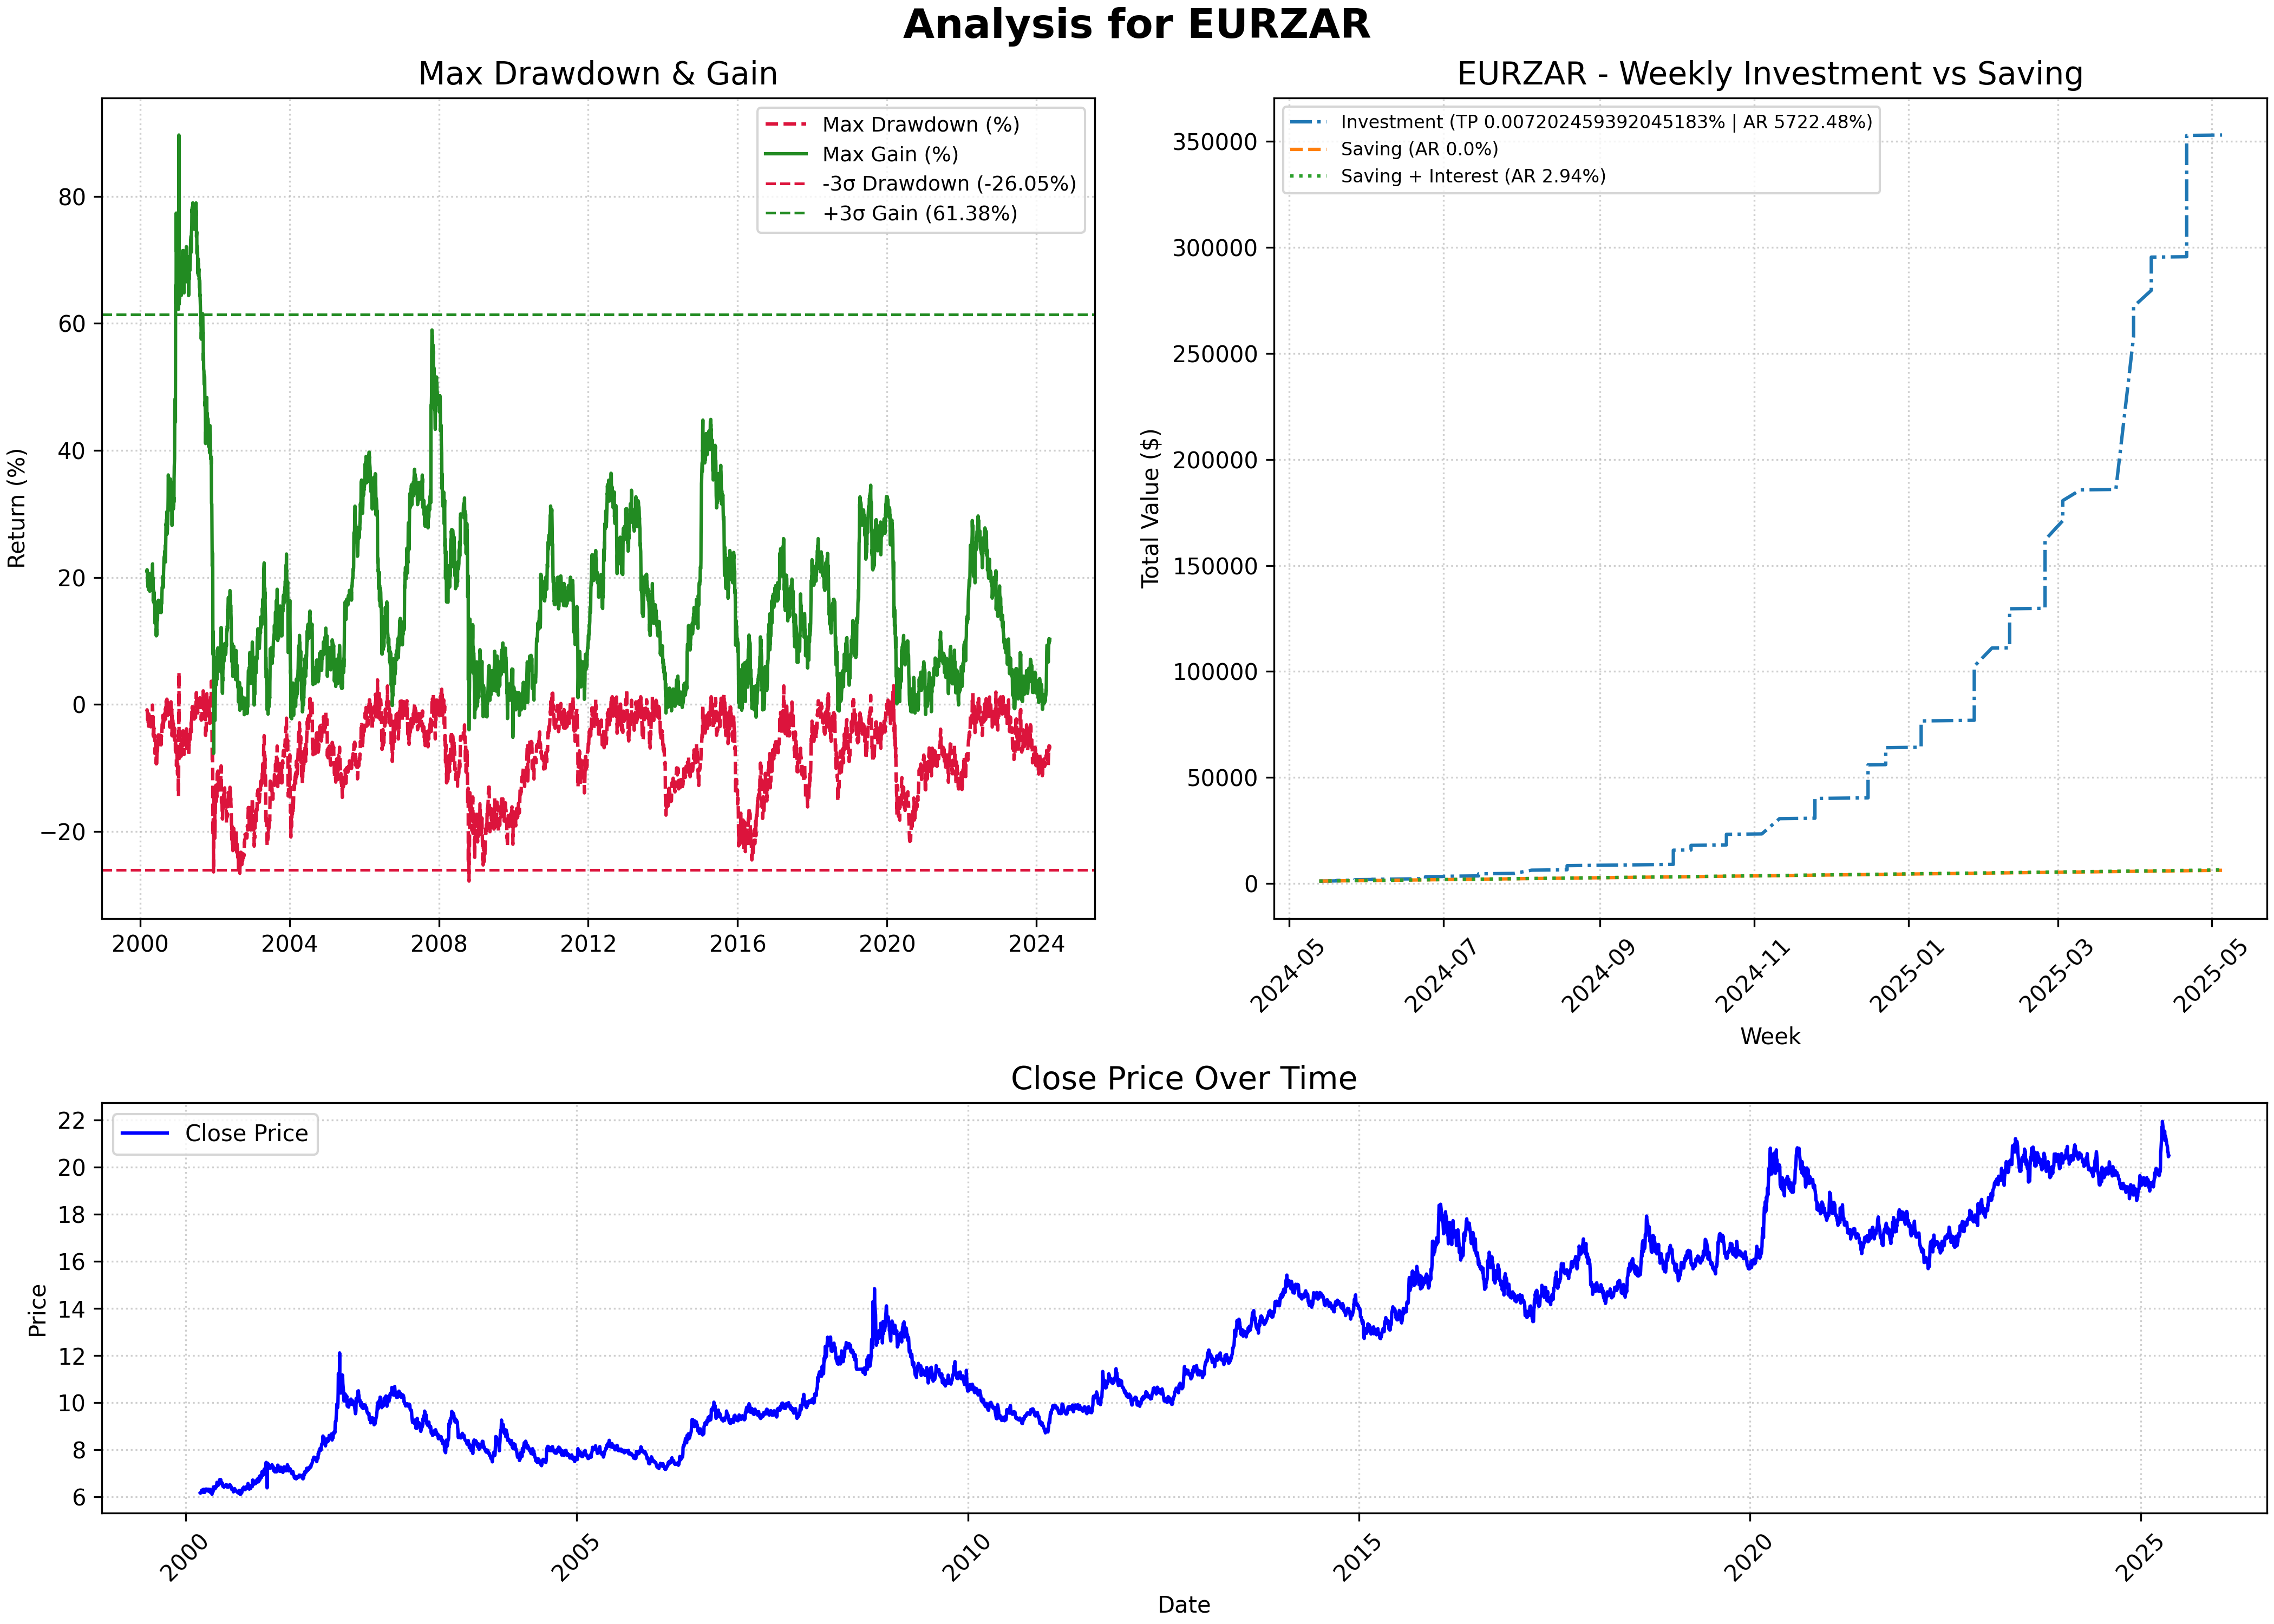 Analysis for EURZAR
Max Drawdown & Gain
Return (%)
80
60
40
20
0
−20
2000
2004
2008
2012
2016
2020
2024
Max Drawdown (%)
Max Gain (%)
-3σ Drawdown (-26.05%)
+3σ Gain (61.38%)
EURZAR - Weekly Investment vs Saving
Total Value ($)
350000
300000
250000
200000
150000
100000
50000
0
Investment (TP 0.007202459392045183% | AR 5722.48%)
Saving (AR 0.0%)
Saving + Interest (AR 2.94%)
2024-05
2024-07
2024-09
2024-11
2025-01
2025-03
2025-05
Week
Close Price Over Time
Price
22
20
18
16
14
12
10
8
6
Close Price
2000
2005
2010
2015
2020
2025
Date